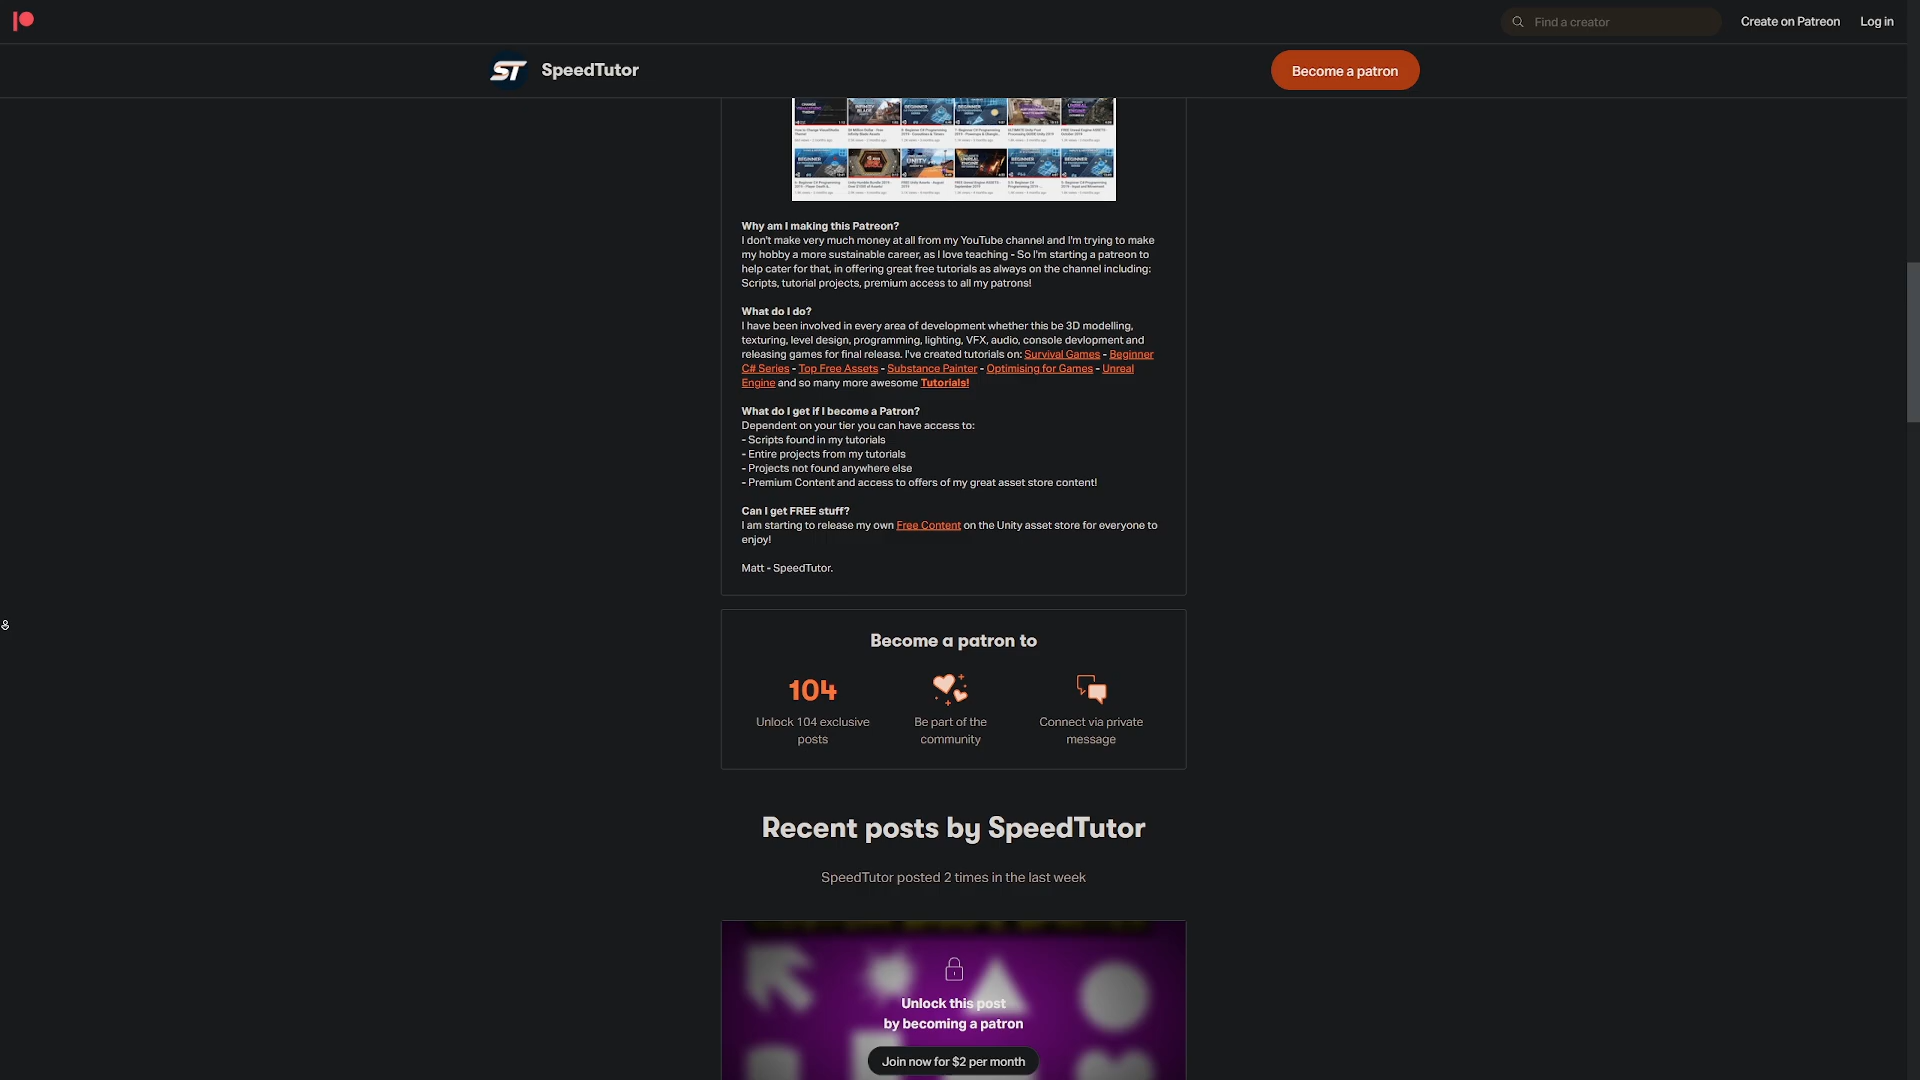 Find a creator
Create on Patreon
Log in
ST
SpeedTutor
Become a patron
Why am I making this Patreon?
I don't make very much money at all from my YouTube channel and I'm trying to make
my hobby a more sustainable career, as I love teaching - So I'm starting a patreon to
help cater for that, in offering great free tutorials as always on the channel including:
Scripts, tutorial projects, premium access to all my patrons!
What do I do?
I have been involved in every area of development whether this be 3D modelling,
texturing, level design, programming, lighting, VFX, audio, console devlopment and
releasing games for final release. I've created tutorials on: Survival Games - Beginner
C# Series - Top Free Assets - Substance Painter - Optimising for Games - Unreal
Engine and so many more awesome Tutorials!
What do I get if I become a Patron?
Dependent on your tier you can have access to:
- Scripts found in my tutorials
- Entire projects from my tutorials
- Projects not found anywhere else
- Premium Content and access to offers of my great asset store content!
Can I get FREE stuff?
I am starting to release my own Free Content on the Unity asset store for everyone to
enjoy!
Matt - SpeedTutor.
Become a patron to
104
Unlock 104 exclusive
posts
Be part of the
community
Connect via private
message
Recent posts by SpeedTutor
SpeedTutor posted 2 times in the last week
Unlock this post
by becoming a patron
Join now for $2 per month